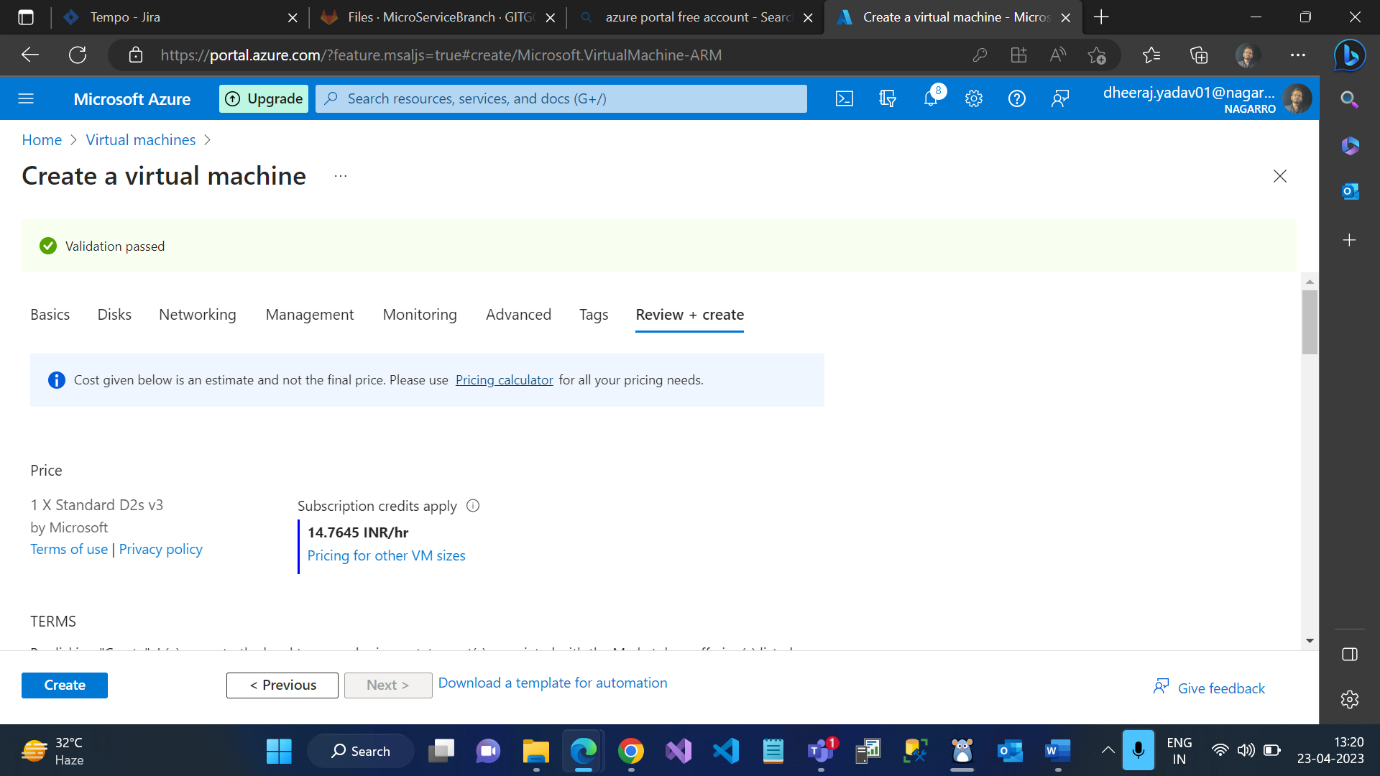 Tempo - Jira
Files · MicroServiceBranch · GITGO
azure portal free account - Searc
Create a virtual machine - Micros
https://portal.azure.com/?feature.msaljs=true#create/Microsoft.VirtualMachine-ARM
Microsoft Azure
Upgrade
Search resources, services, and docs (G+/)
8
dheeraj.yadav01@nagar...
NAGARRO
Home > Virtual machines >
Create a virtual machine ...
Validation passed
Basics Disks Networking Management Monitoring Advanced Tags Review + create
Cost given below is an estimate and not the final price. Please use Pricing calculator for all your pricing needs.
Price
1 X Standard D2s v3
by Microsoft
Terms of use | Privacy policy
Subscription credits apply
14.7645 INR/hr
Pricing for other VM sizes
TERMS
Create
< Previous
Next >
Download a template for automation
Give feedback
32°C
Haze
Search
1
ENG
IN
13:20
23-04-2023